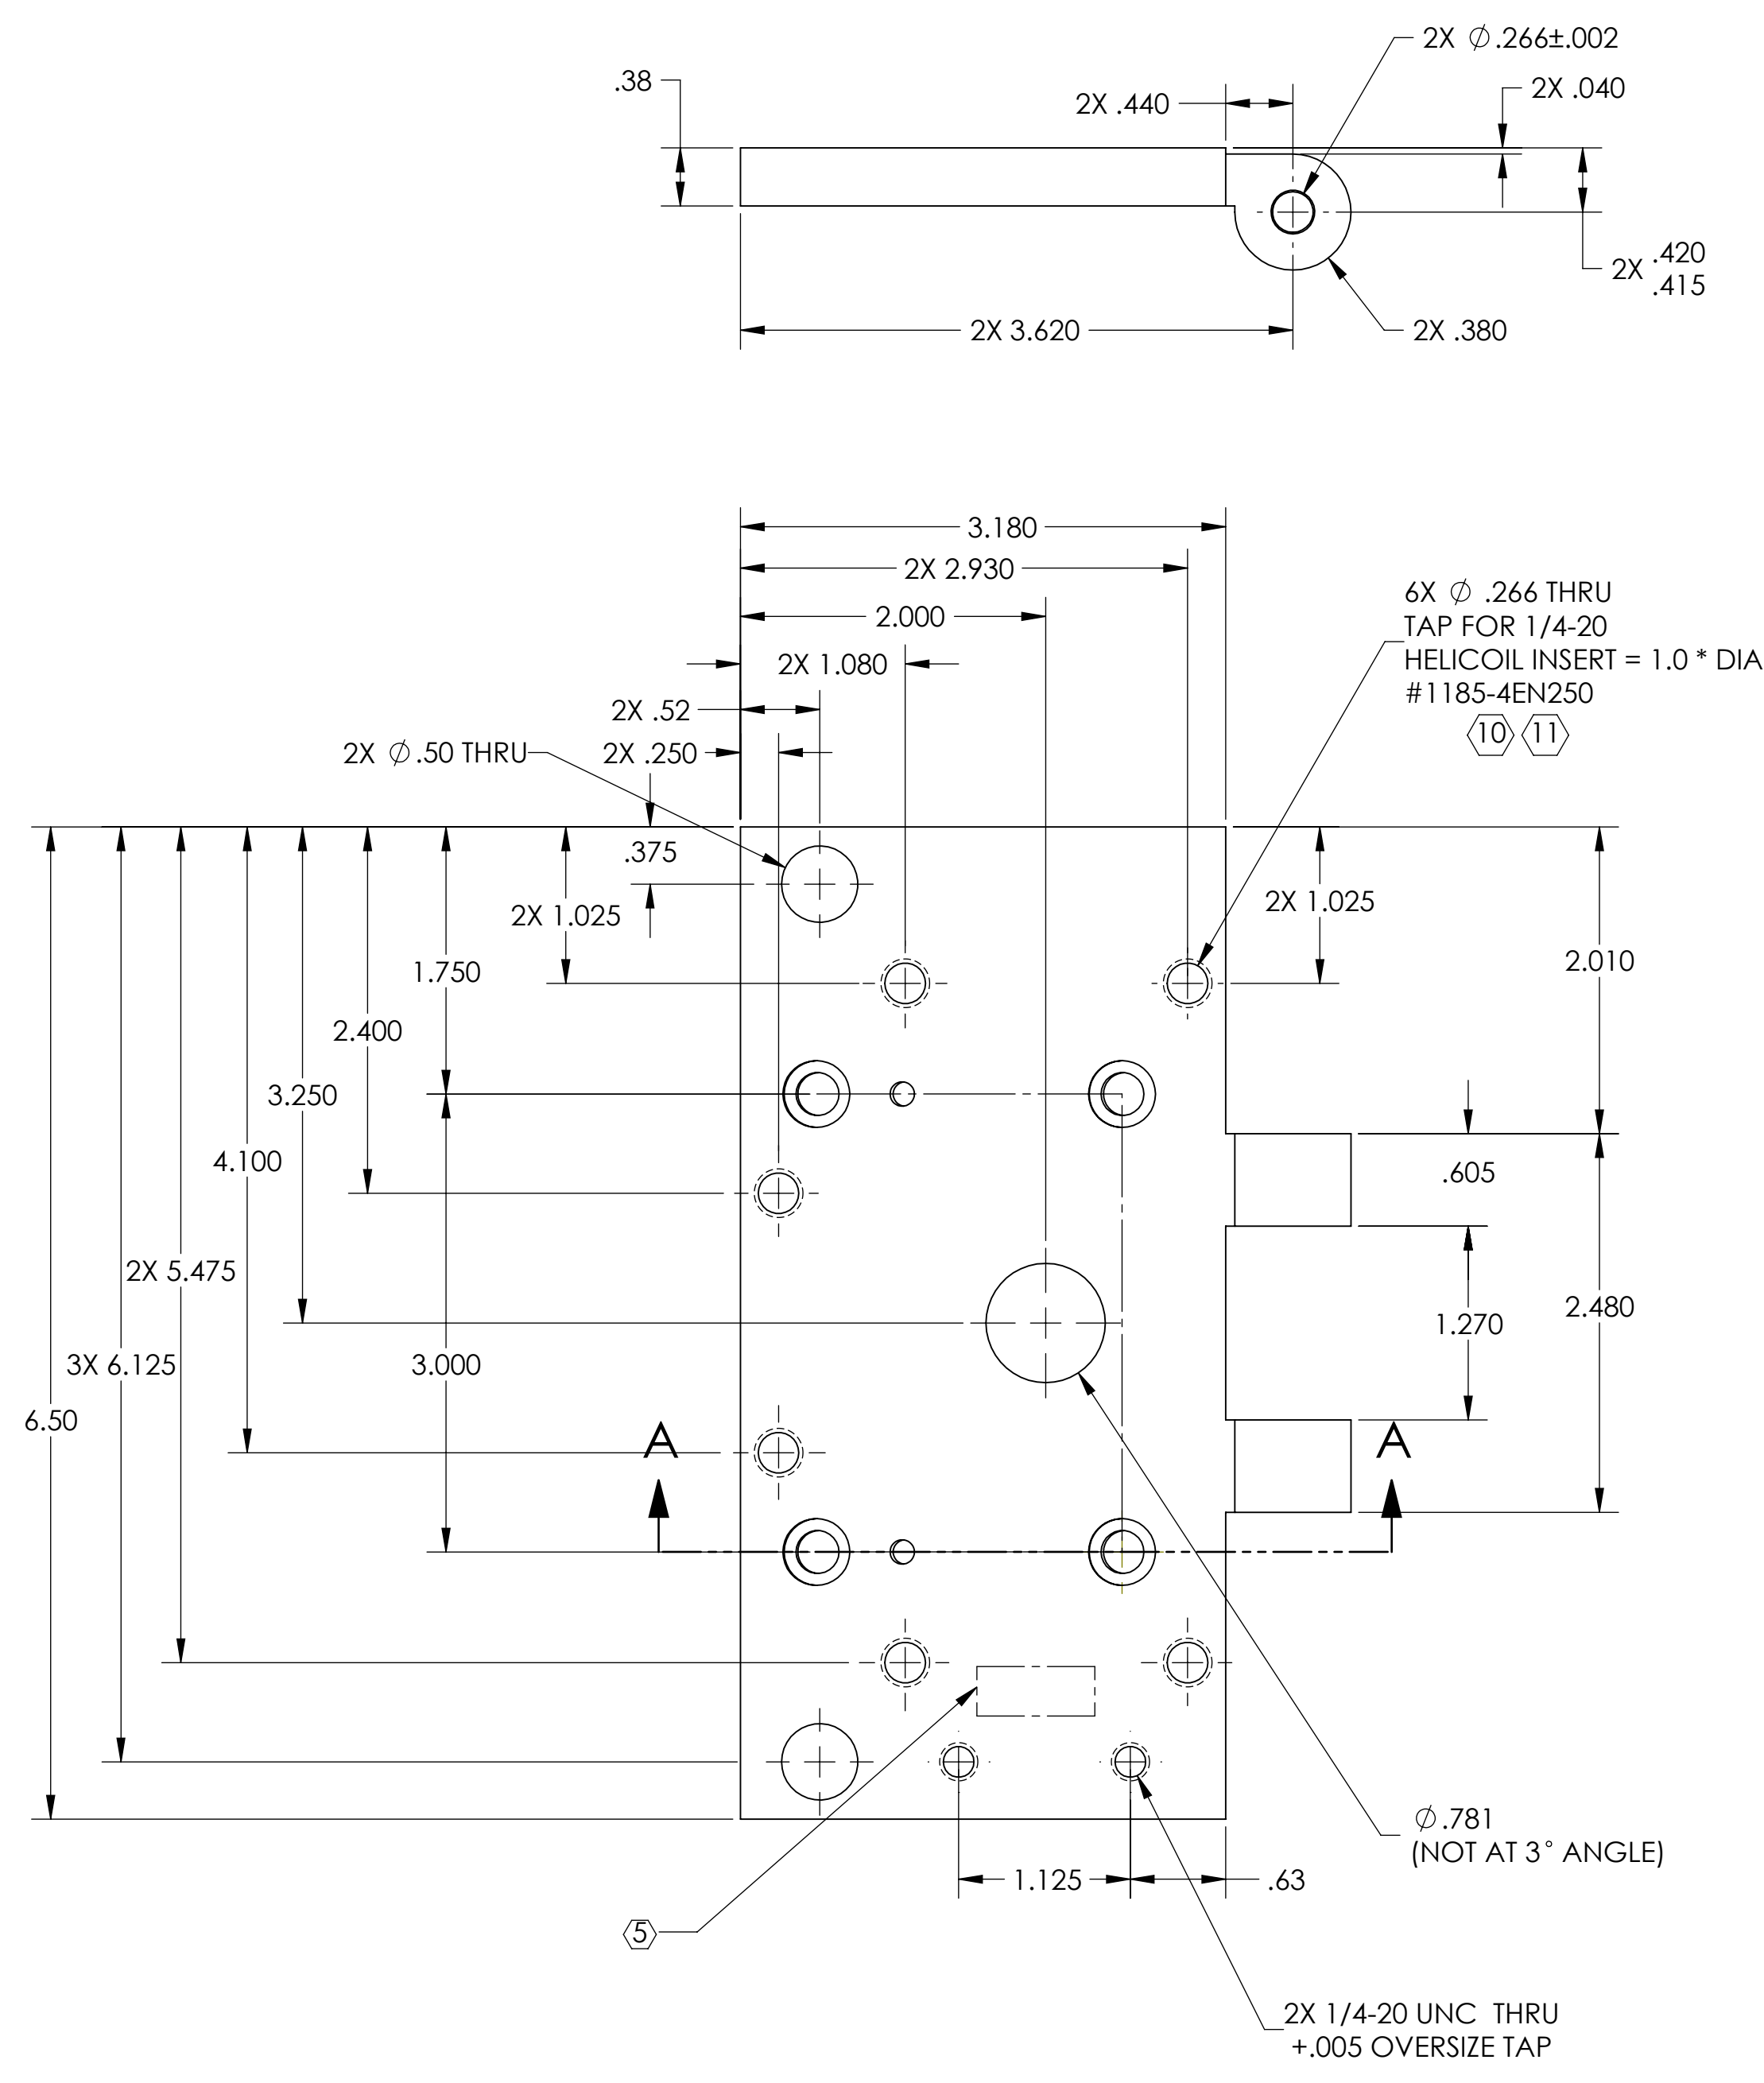 2X ∅.266±.002
.38
2X .040
2X .440
2X .420
.415
2X 3.620
2X .380
3.180
2X 2.930
2.000
6X ∅ .266 THRU
TAP FOR 1/4-20
HELICOIL INSERT = 1.0 * DIA
#1185-4EN250
10 11
2X 1.080
2X .52
2X ∅.50 THRU
2X .250
.375
2X 1.025
2X 1.025
1.750
2.010
2.400
3.250
4.100
.605
2X 5.475
2.480
1.270
3X 6.125
3.000
6.50
A
A
∅.781
(NOT AT 3° ANGLE)
1.125
.63
5
2X 1/4-20 UNC THRU
+.005 OVERSIZE TAP